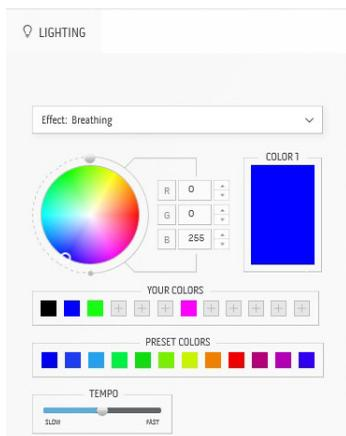 LIGHTING
Effect: Breathing
COLOR 1
R 0
G 0
B 255
YOUR COLORS
PRESET COLORS
TEMPO
SLOW FAST